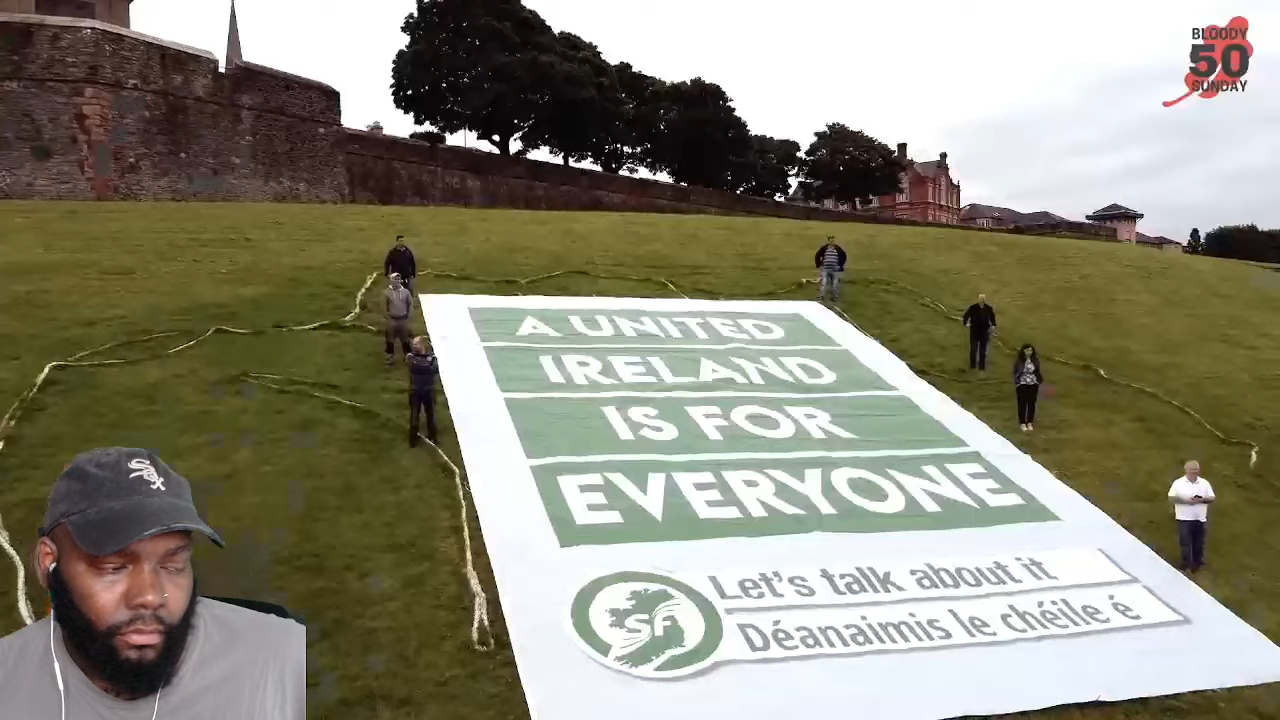 BLOODY
50
SUNDAY
A UNITED
IRELAND
IS FOR
EVERYONE
SF
Let's talk about it
Déanaimis le chéile é